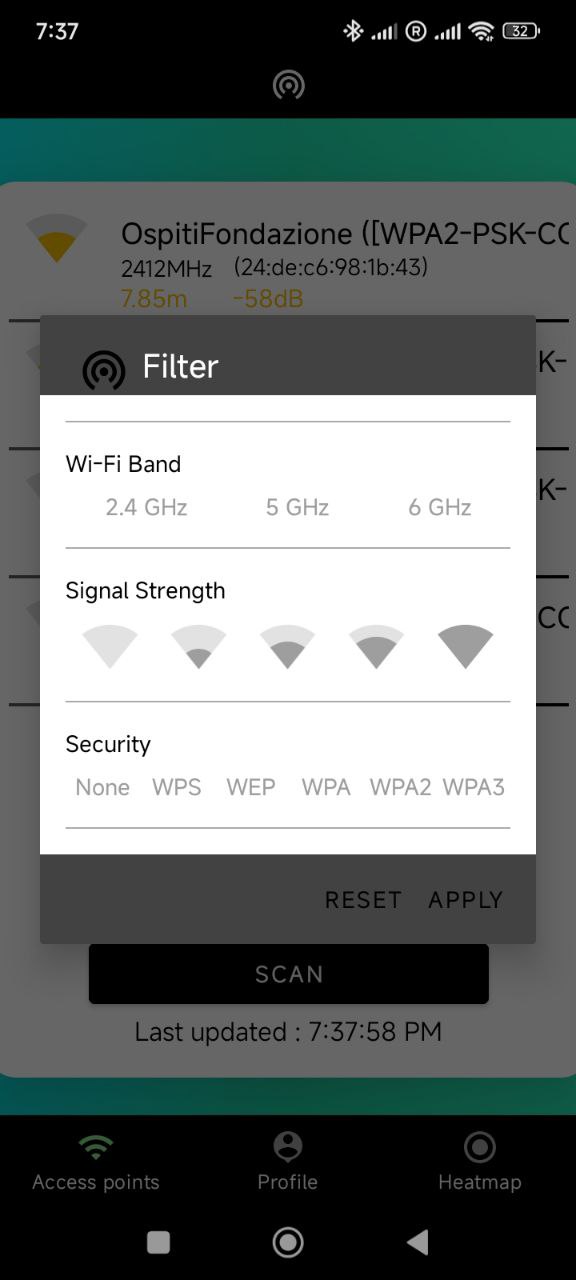 7:37
R
32
OspitiFondazione ([WPA2-PSK-CC
2412MHz (24:de:c6:98:1b:43)
7.85m -58dB
K-
Filter
Wi-Fi Band
K-
2.4 GHz 5 GHz 6 GHz
Signal Strength
CC
Security
None WPS WEP WPA WPA2 WPA3
RESET APPLY
SCAN
Last updated : 7:37:58 PM
Access points Profile Heatmap